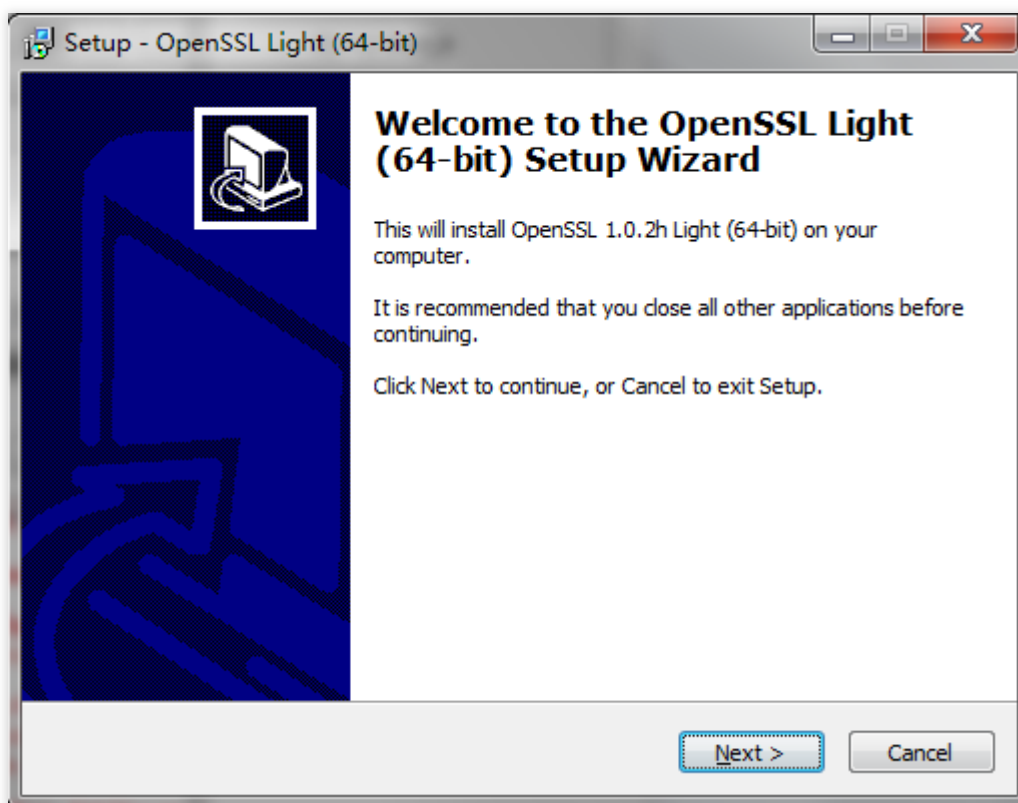 Setup - OpenSSL Light (64-bit)
Welcome to the OpenSSL Light
(64-bit) Setup Wizard
This will install OpenSSL 1.0.2h Light (64-bit) on your
computer.
It is recommended that you close all other applications before
continuing.
Click Next to continue, or Cancel to exit Setup.
Next >
Cancel